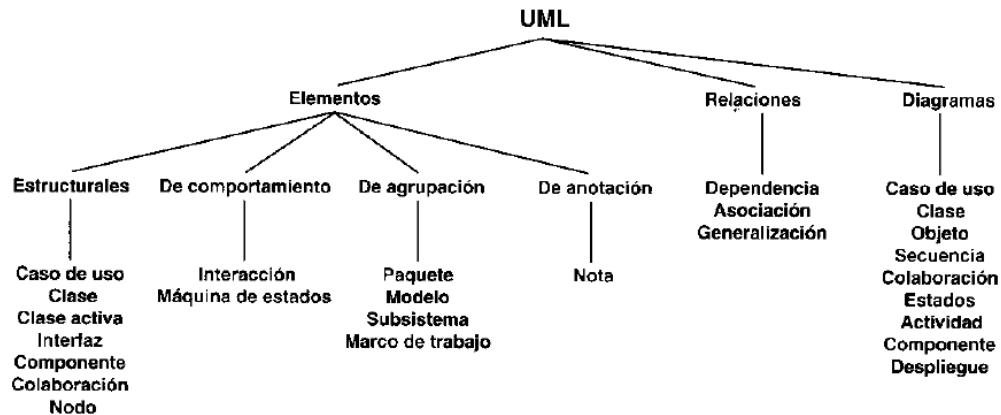 UML
Elementos
Relaciones
Diagramas
Estructurales
De comportamiento
De agrupación
De anotación
Dependencia
Asociación
Generalización
Caso de uso
Clase
Objeto
Secuencia
Colaboración
Estados
Actividad
Componente
Despliegue
Caso de uso
Clase
Clase activa
Interfaz
Componente
Colaboración
Nodo
Interacción
Máquina de estados
Paquete
Modelo
Subsistema
Marco de trabajo
Nota